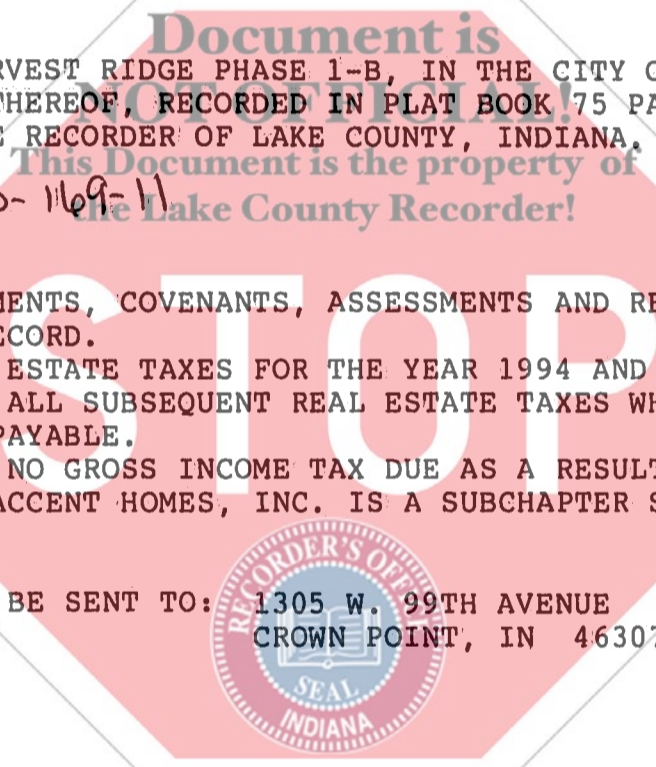 Document is
RVEST RIDGE PHASE 1-B, IN THE CITY O
NOT OFFICIAL!
THEREOF, RECORDED IN PLAT BOOK 75 PA
E RECORDER OF LAKE COUNTY, INDIANA.
This Document is the property of
169-11
the Lake County Recorder!
STOP
MENTS, COVENANTS, ASSESSMENTS AND RE
CORD.
ESTATE TAXES FOR THE YEAR 1994 AND
ALL SUBSEQUENT REAL ESTATE TAXES WH
PAYABLE.
NO GROSS INCOME TAX DUE AS A RESULT
ACCENT HOMES, INC. IS A SUBCHAPTER S
RECORDER'S OFFICE
BE SENT TO: 1305 W. 99TH AVENUE
CROWN POINT, IN 46307
SEAL
INDIANA